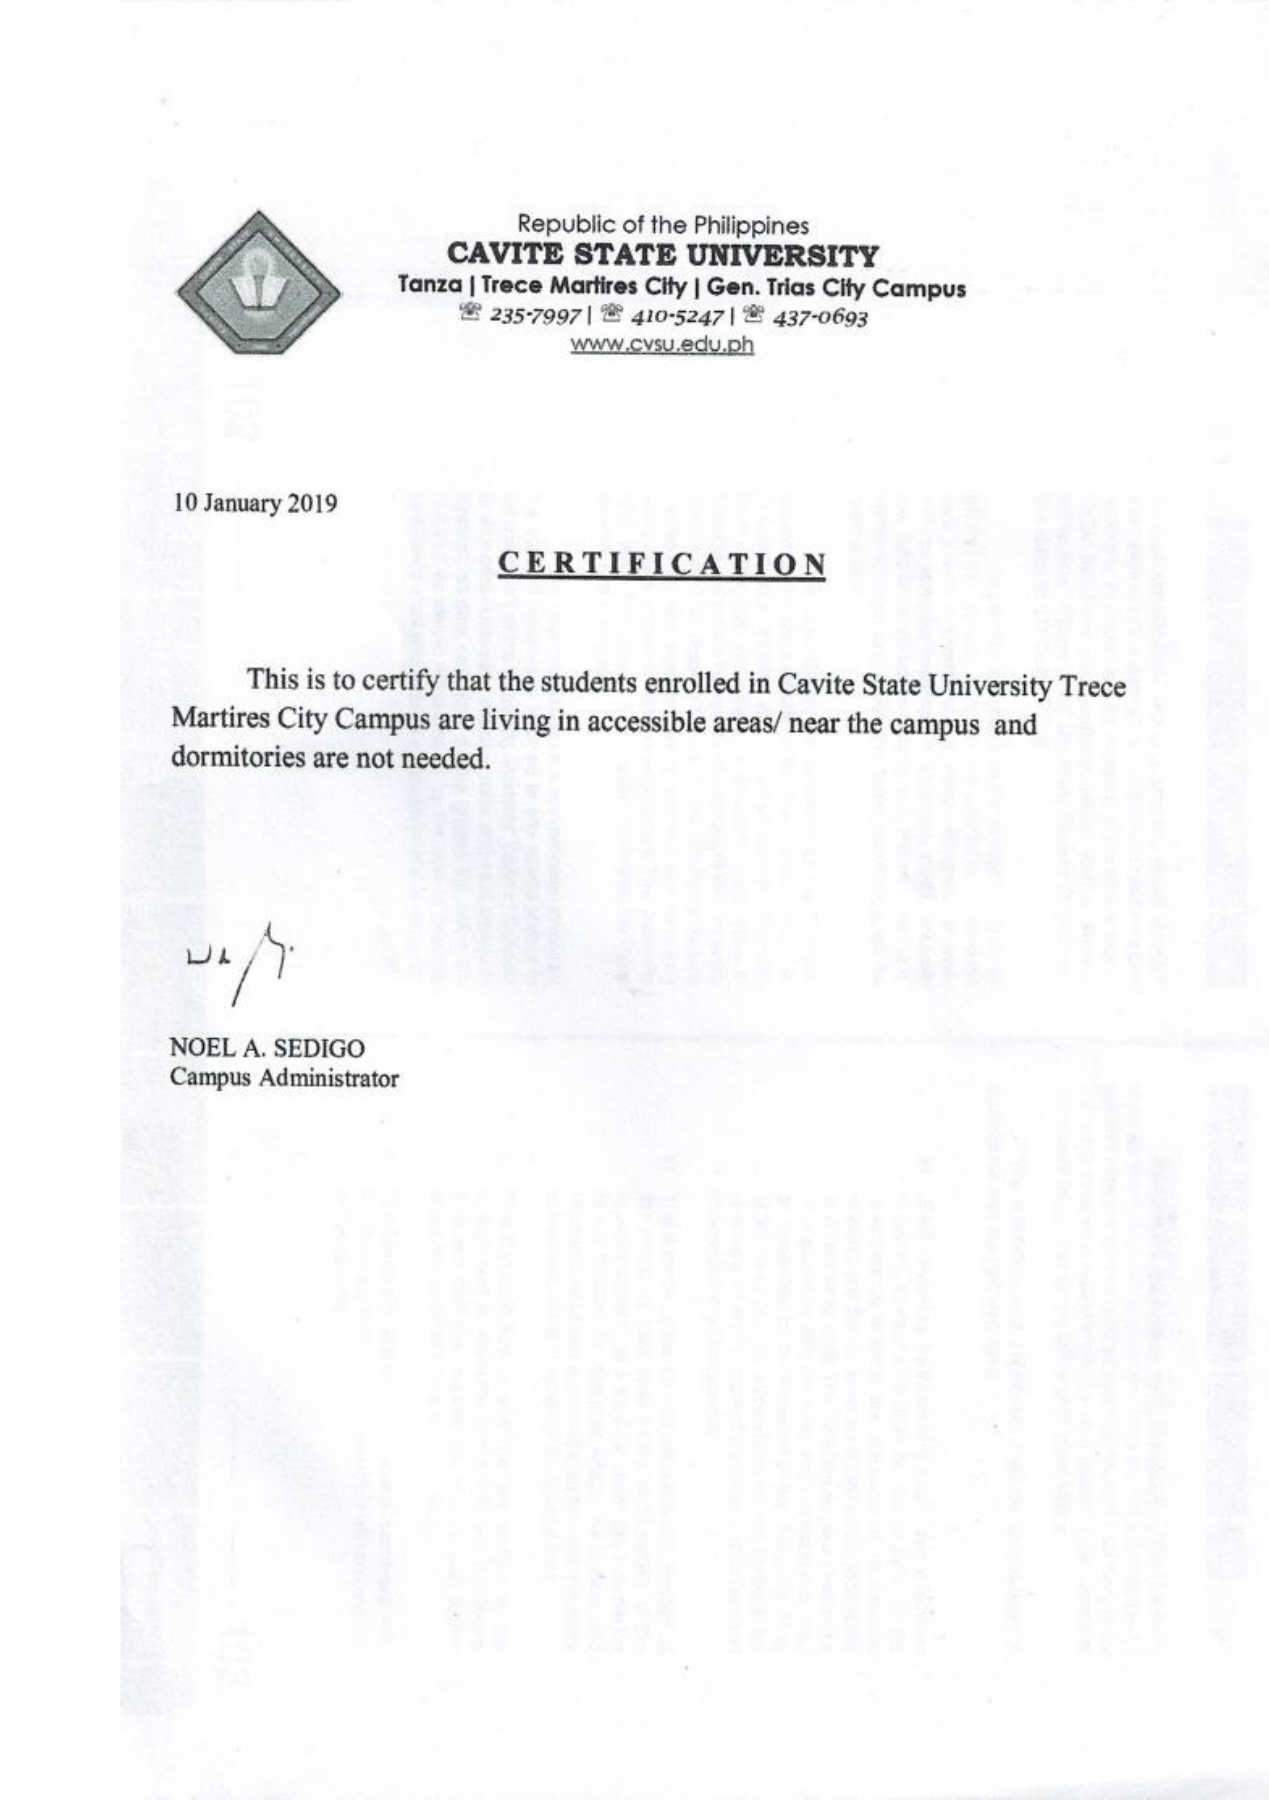 Republic of the Philippines
CAVITE STATE UNIVERSITY
Tanza | Trece Martires City | Gen. Trias City Campus
☏ 235-7997 | ☏ 410-5247 | ☏ 437-0693
www.cvsu.edu.ph
10 January 2019
CERTIFICATION
This is to certify that the students enrolled in Cavite State University Trece
Martires City Campus are living in accessible areas/ near the campus and
dormitories are not needed.
NOEL A. SEDIGO
Campus Administrator